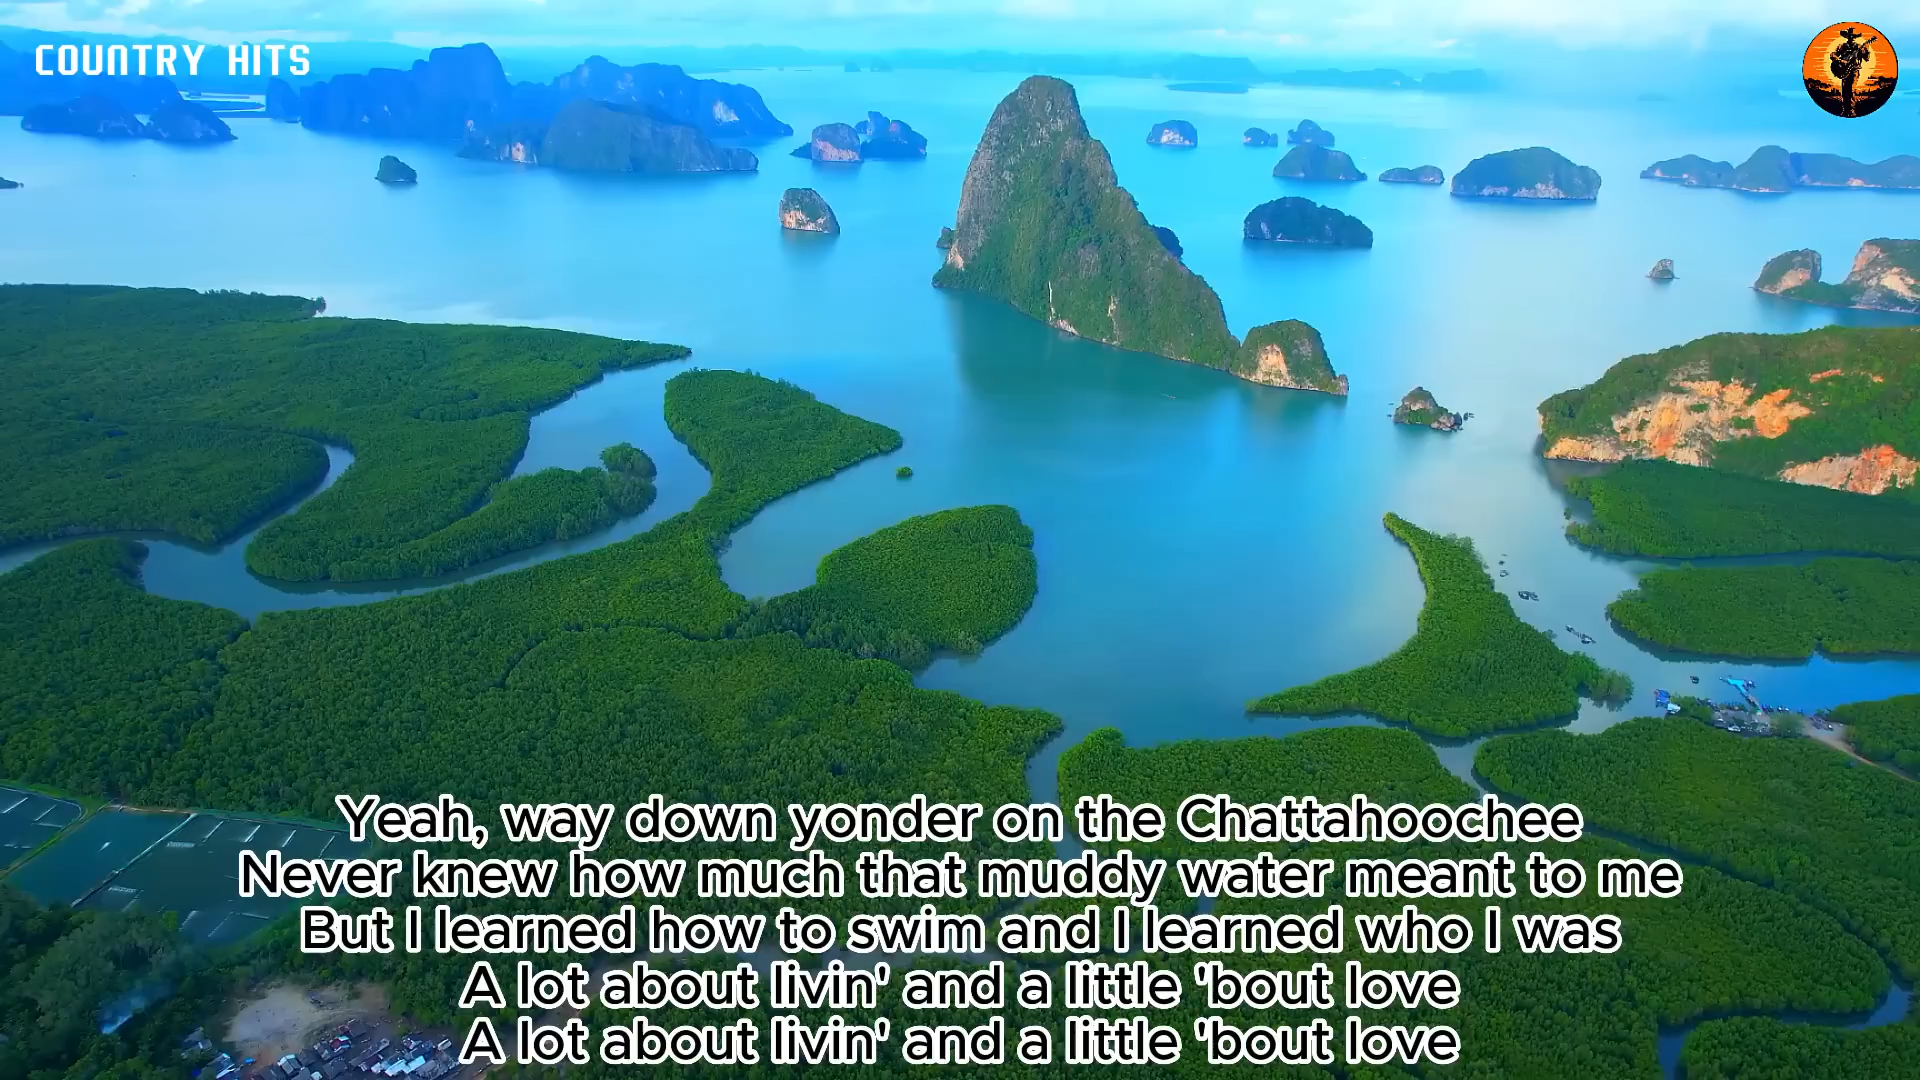 COUNTRY HITS
Yeah, way down yonder on the Chattahoochee
Never knew how much that muddy water meant to me
But I learned how to swim and I learned who I was
A lot about livin' and a little 'bout love
A lot about livin' and a little 'bout love